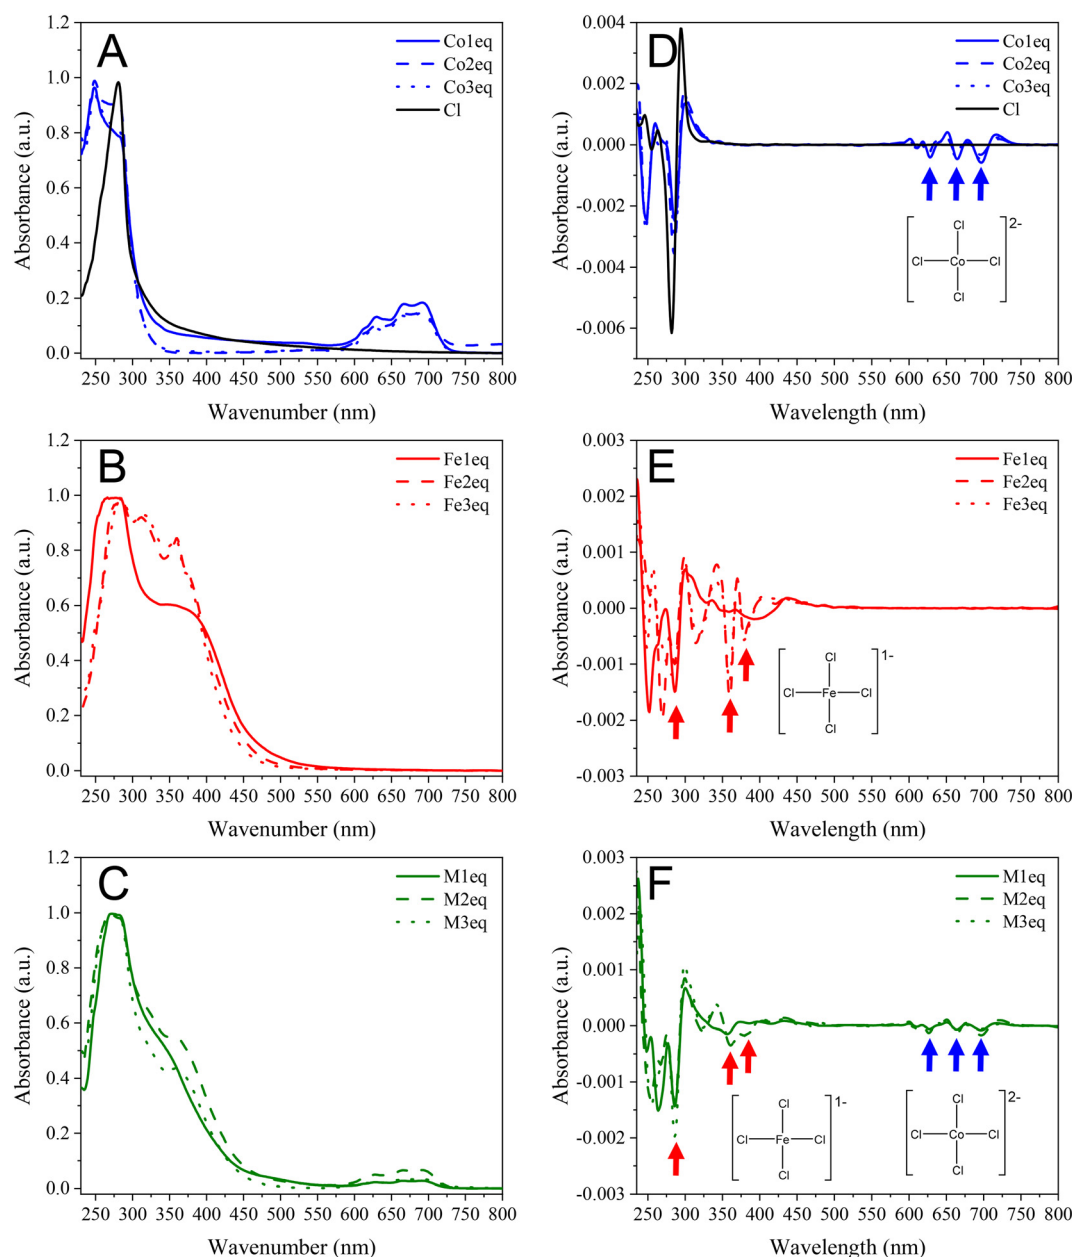 A
Co1eq
Co2eq
Co3eq
Cl
Absorbance (a.u.)
1.2
1.0
0.8
0.6
0.4
0.2
0.0
250 300 350 400 450 500 550 600 650 700 750 800
Wavenumber (nm)
D
Co1eq
Co2eq
Co3eq
Cl
Absorbance (a.u.)
0.004
0.002
0.000
-0.002
-0.004
-0.006
Cl
Cl Co Cl
Cl
2-
250 300 350 400 450 500 550 600 650 700 750 800
Wavelength (nm)
B
Fe1eq
Fe2eq
Fe3eq
Absorbance (a.u.)
1.2
1.0
0.8
0.6
0.4
0.2
0.0
250 300 350 400 450 500 550 600 650 700 750 800
Wavenumber (nm)
E
Fe1eq
Fe2eq
Fe3eq
Absorbance (a.u.)
0.003
0.002
0.001
0.000
-0.001
-0.002
-0.003
Cl
Cl Fe Cl
Cl
1-
250 300 350 400 450 500 550 600 650 700 750 800
Wavelength (nm)
C
M1eq
M2eq
M3eq
Absorbance (a.u.)
1.2
1.0
0.8
0.6
0.4
0.2
0.0
250 300 350 400 450 500 550 600 650 700 750 800
Wavenumber (nm)
F
M1eq
M2eq
M3eq
Absorbance (a.u.)
0.003
0.002
0.001
0.000
-0.001
-0.002
-0.003
Cl
Cl Fe Cl
Cl
1-
Cl
Cl Co Cl
Cl
2-
250 300 350 400 450 500 550 600 650 700 750 800
Wavelength (nm)